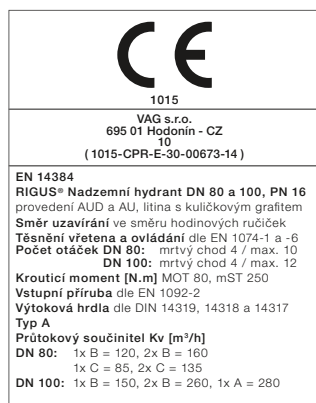 CE
1015
VAG s.r.o.
695 01 Hodonín - CZ
10
( 1015-CPR-E-30-00673-14 )
EN 14384
RIGUS® Nadzemní hydrant DN 80 a 100, PN 16
provedení AUD a AU, litina s kuličkovým grafitem
Směr uzavírání ve směru hodinových ručiček
Těsnění vřetena a ovládání dle EN 1074-1 a -6
Počet otáček DN 80: mrtvý chod 4 / max. 10
DN 100: mrtvý chod 4 / max. 12
Krouticí moment [N.m] MOT 80, mST 250
Vstupní příruba dle EN 1092-2
Výtoková hrdla dle DIN 14319, 14318 a 14317
Typ A
Průtokový součinitel Kv [m³/h]
DN 80: 1x B = 120, 2x B = 160
1x C = 85, 2x C = 135
DN 100: 1x B = 150, 2x B = 260, 1x A = 280